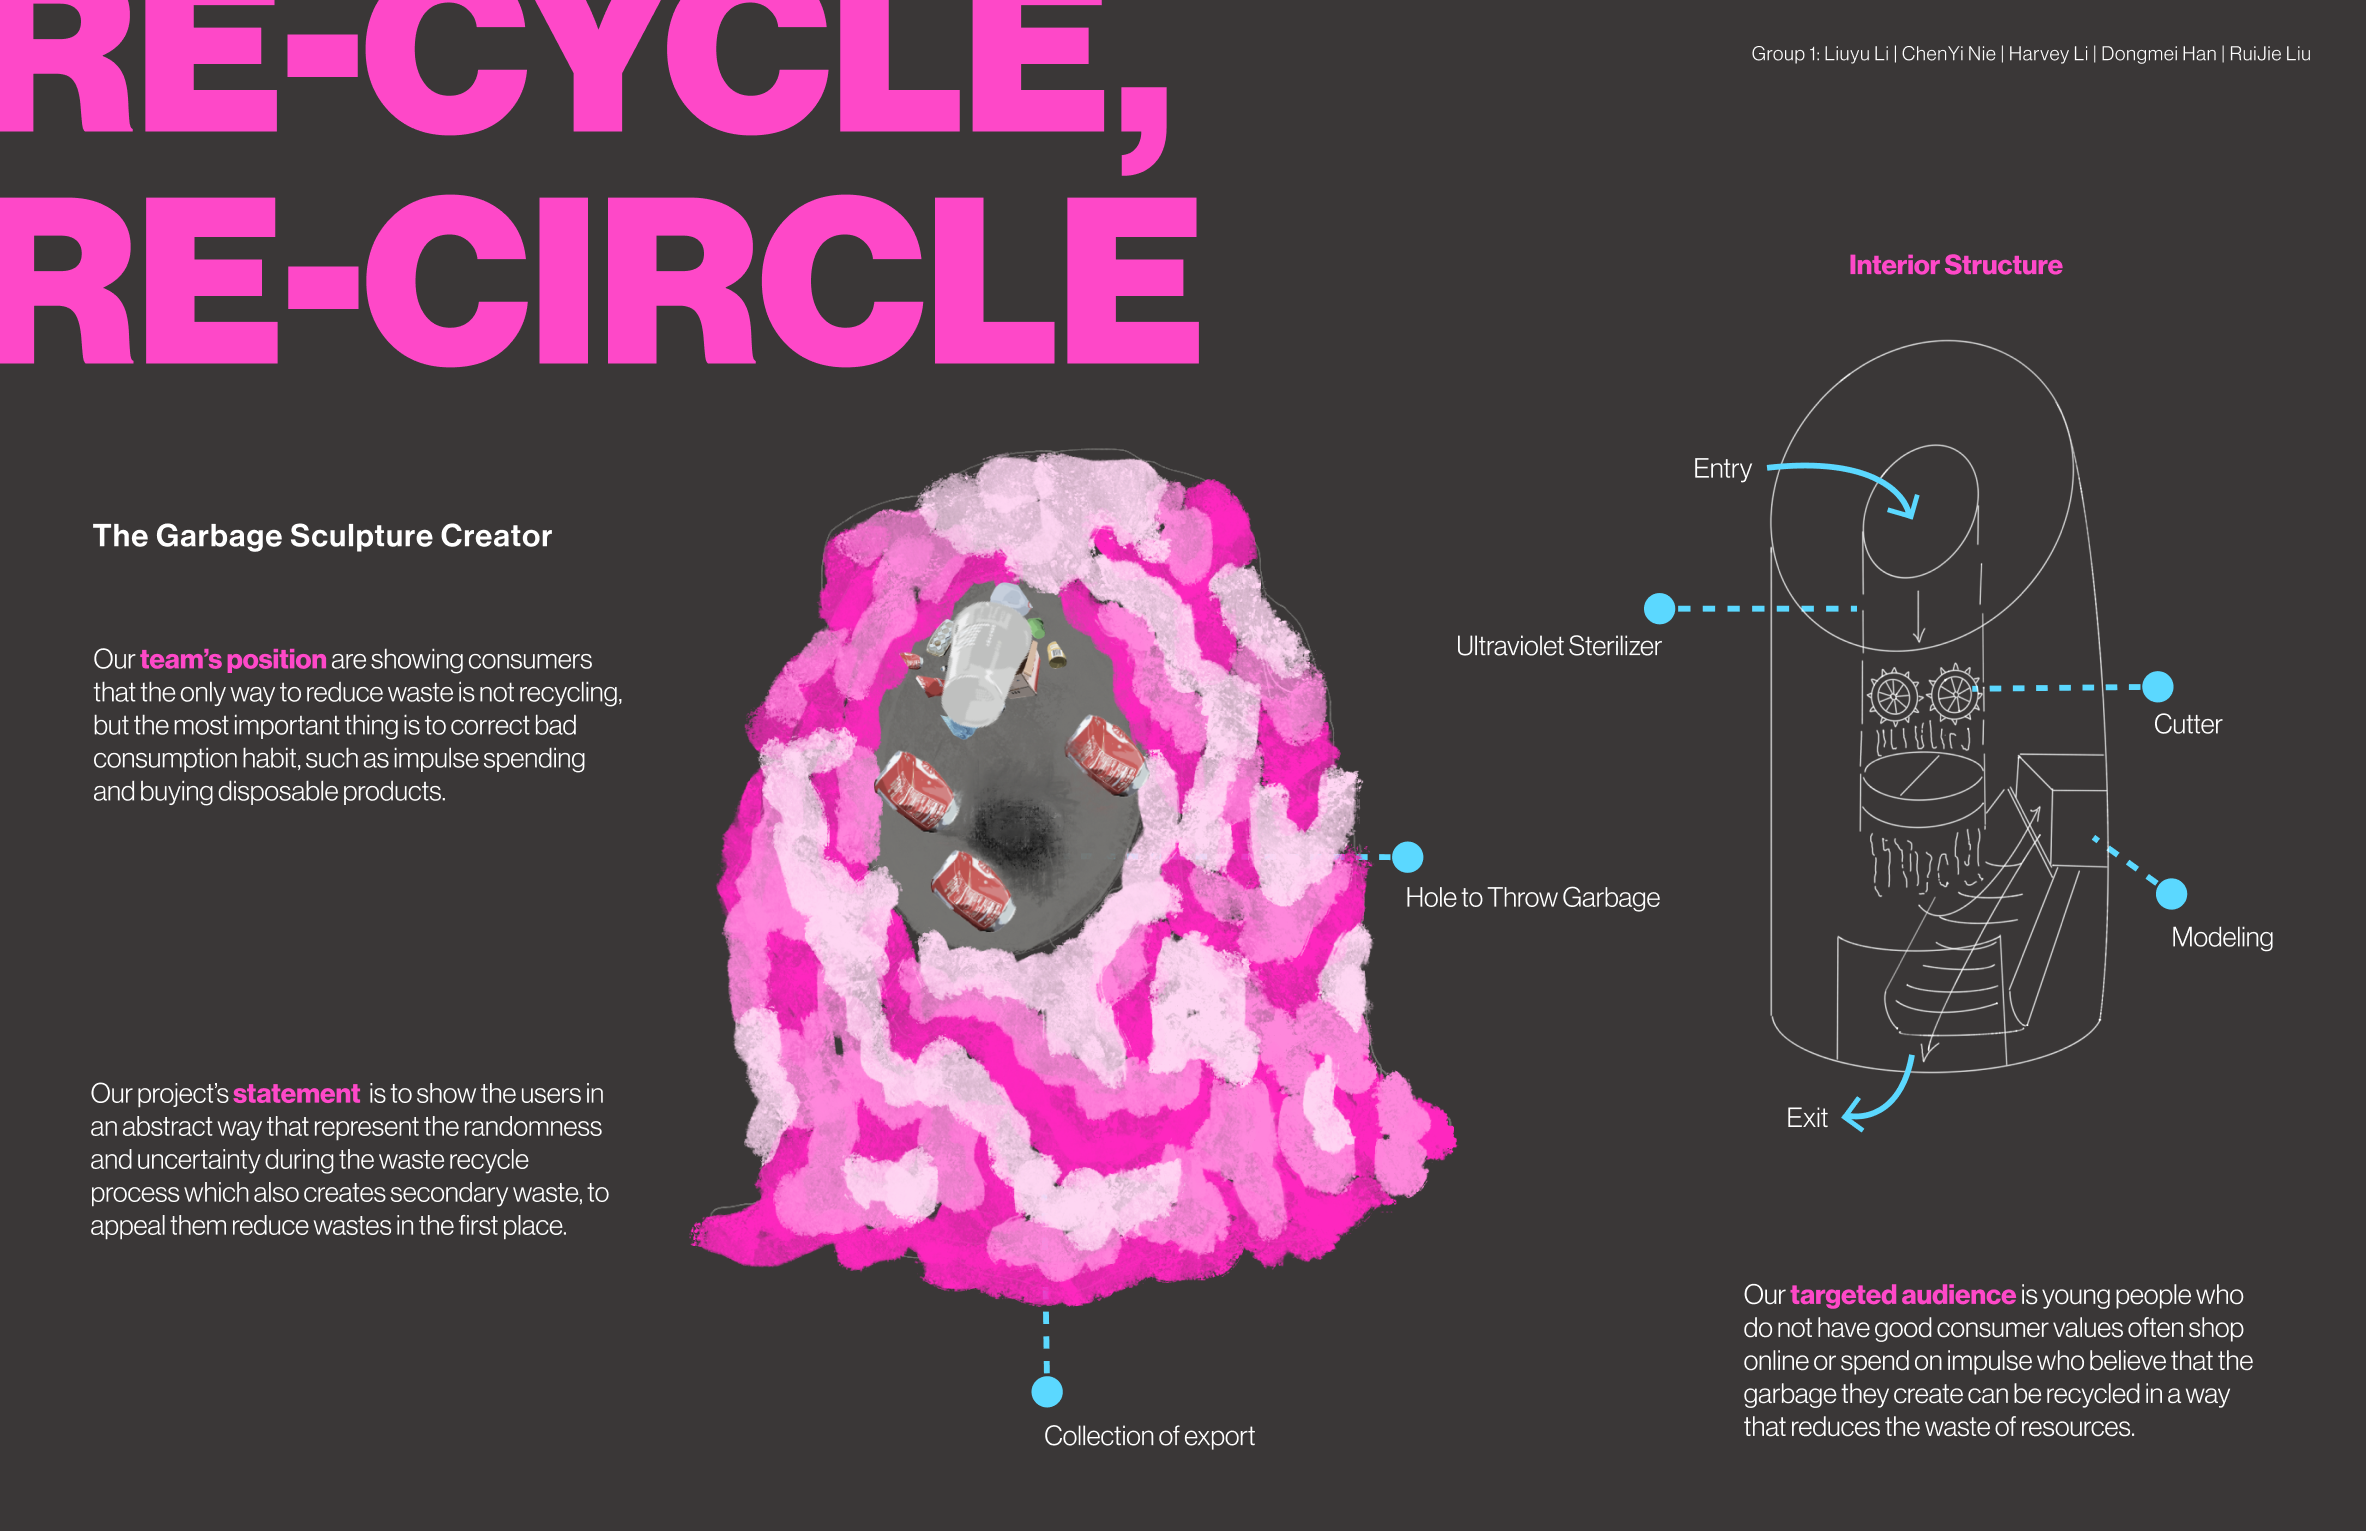 RE-CYCLE,
RE-CIRCLE
Group 1: Liuyu Li | ChenYi Nie | Harvey Li | Dongmei Han | RuiJie Liu
The Garbage Sculpture Creator
Our team's position are showing consumers
that the only way to reduce waste is not recycling,
but the most important thing is to correct bad
consumption habit, such as impulse spending
and buying disposable products.
Our project's statement is to show the users in
an abstract way that represent the randomness
and uncertainty during the waste recycle
process which also creates secondary waste, to
appeal them reduce wastes in the first place.
Hole to Throw Garbage
Collection of export
Interior Structure
Entry
Ultraviolet Sterilizer
Cutter
Modeling
Exit
Our targeted audience is young people who
do not have good consumer values often shop
online or spend on impulse who believe that the
garbage they create can be recycled in a way
that reduces the waste of resources.